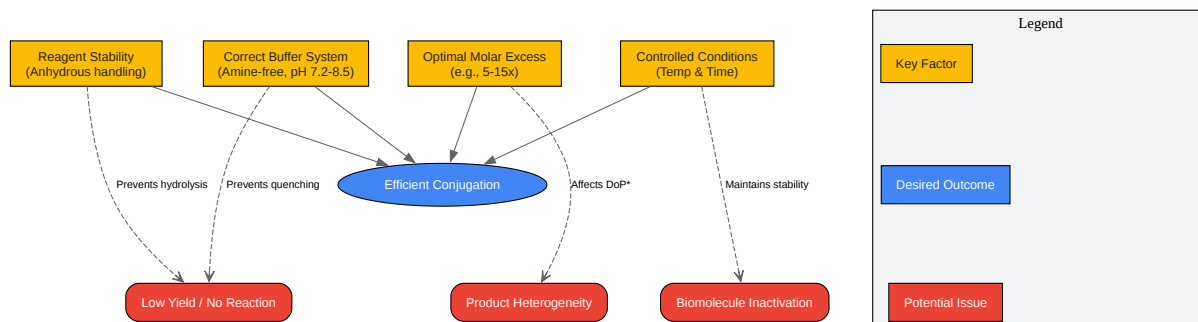 Legend
Reagent Stability
(Anhydrous handling)
Correct Buffer System
(Amine-free, pH 7.2-8.5)
Optimal Molar Excess
(e.g., 5-15x)
Controlled Conditions
(Temp & Time)
Key Factor
Prevents hydrolysis
Prevents quenching
Efficient Conjugation
Affects DoP*
Maintains stability
Desired Outcome
Low Yield / No Reaction
Product Heterogeneity
Biomolecule Inactivation
Potential Issue